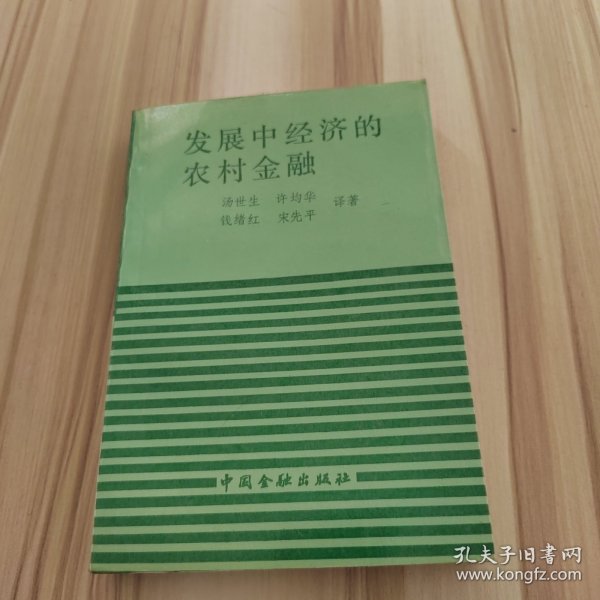 发展中经济的
农村金融
汤世生 许均华 译著
钱绪红 宋先平
中国金融出版社
孔夫子旧书网
www.kongfz.com